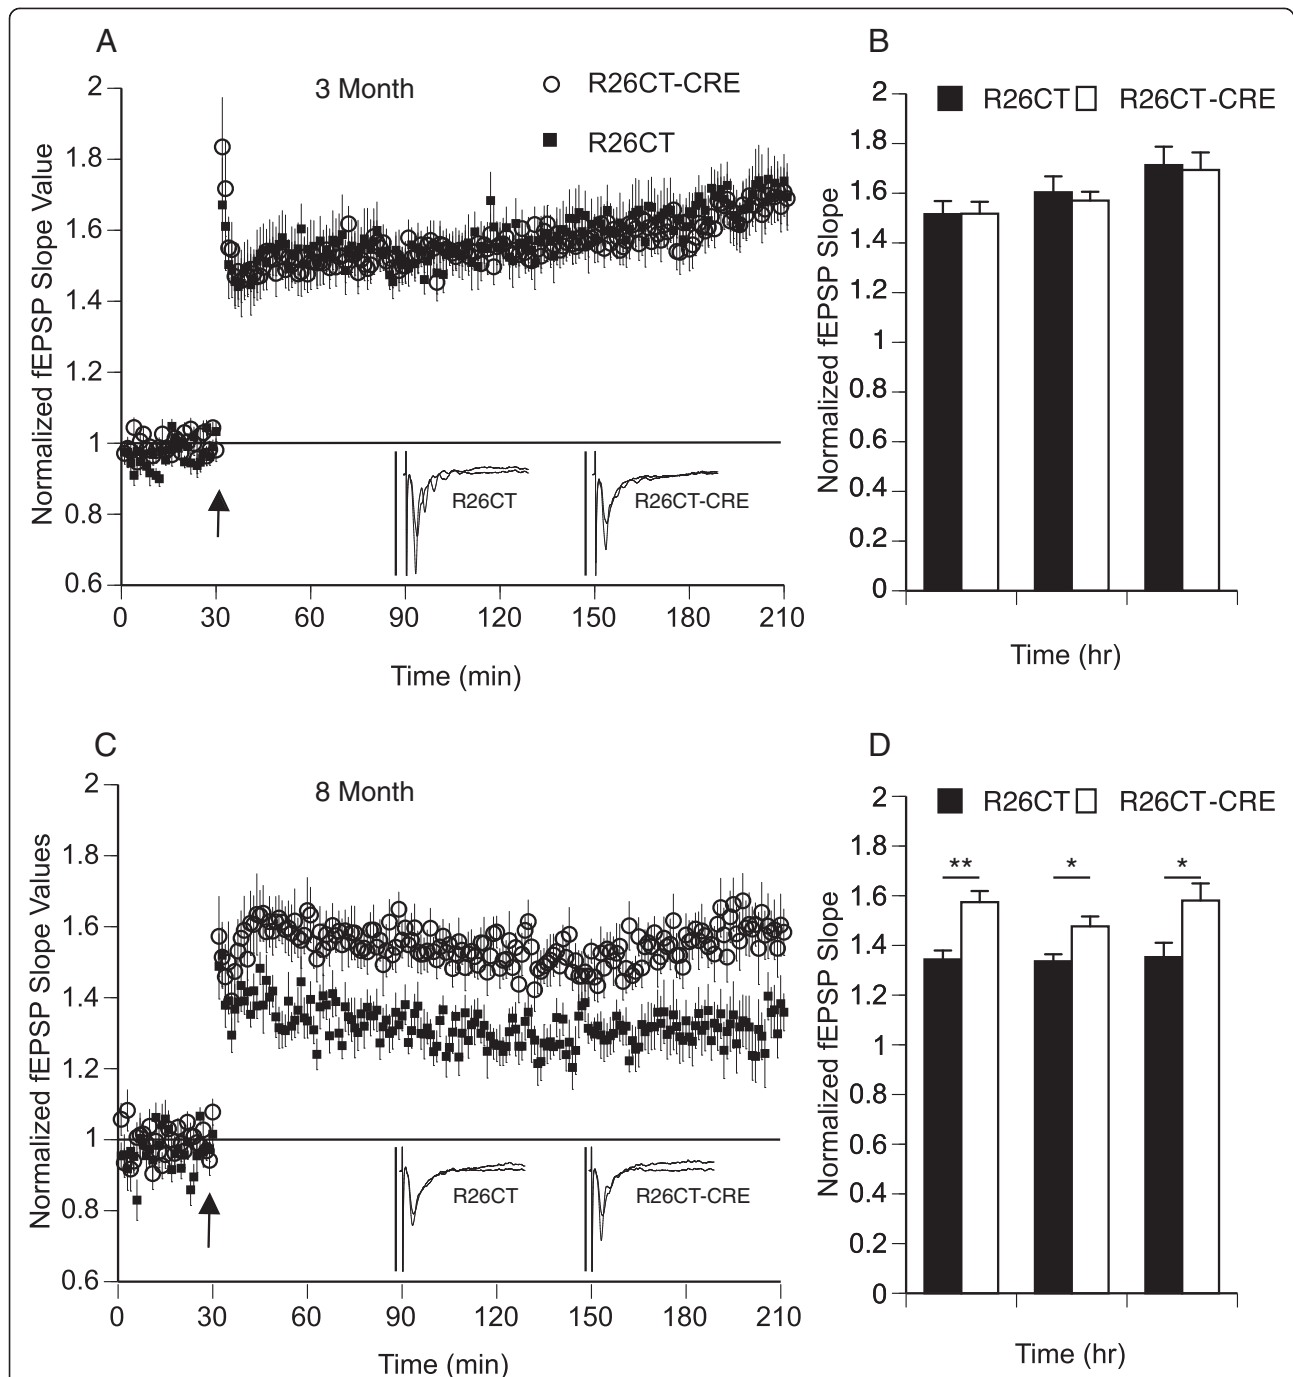 A
3 Month
R26CT-CRE
R26CT
Normalized fEPSP Slope Value
2
1.8
1.6
1.4
1.2
1
0.8
0.6
R26CT
R26CT-CRE
0 30 60 90 120 150 180 210
Time (min)
B
R26CT R26CT-CRE
Normalized fEPSP Slope
2
1.8
1.6
1.4
1.2
1
0.8
0.6
0.4
0.2
0
Time (hr)
C
8 Month
Normalized fEPSP Slope Values
2
1.8
1.6
1.4
1.2
1
0.8
0.6
R26CT
R26CT-CRE
0 30 60 90 120 150 180 210
Time (min)
D
R26CT R26CT-CRE
Normalized fEPSP Slope
2
1.8
1.6
1.4
1.2
1
0.8
0.6
0.4
0.2
0
** * *
Time (hr)